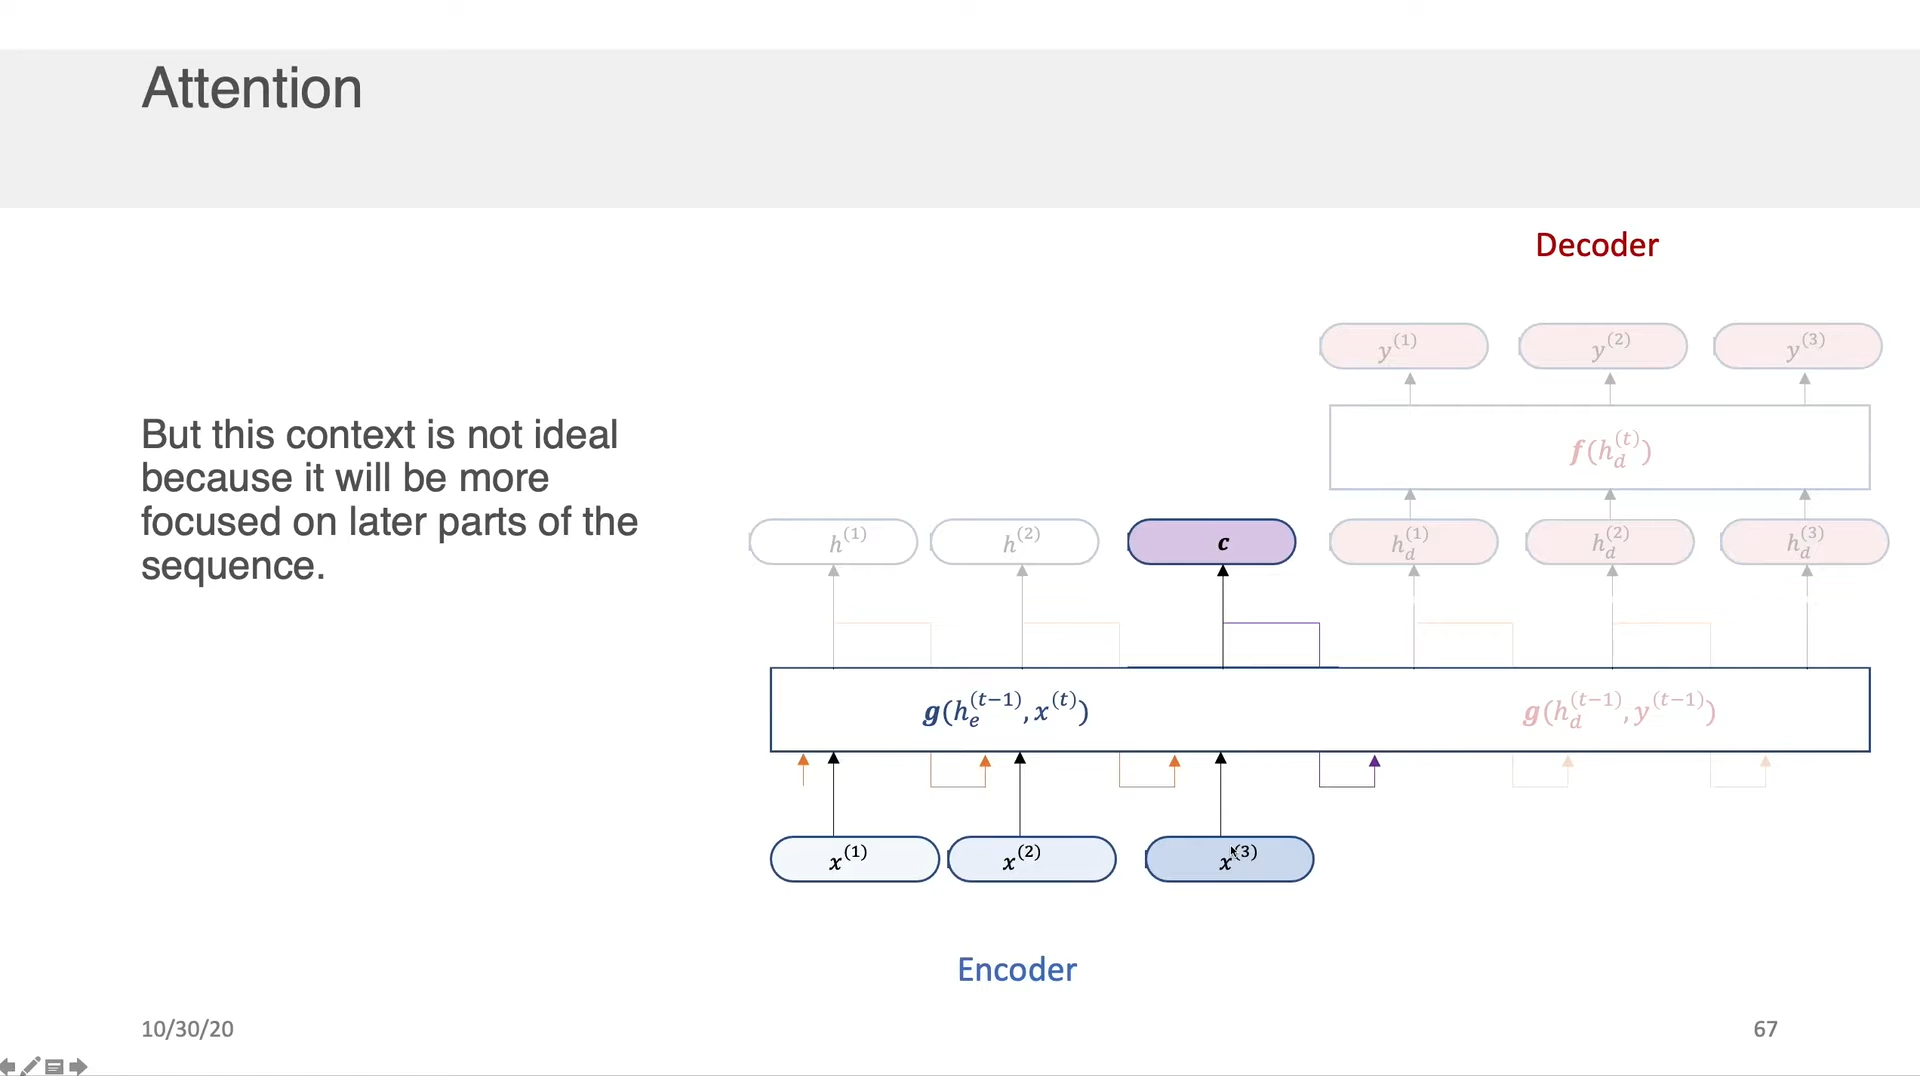 Attention
Decoder
y^(1) y^(2) y^(3)
f(h_d^(t))
But this context is not ideal
because it will be more
focused on later parts of the
sequence.
h^(1) h^(2) c h_d^(1) h_d^(2) h_d^(3)
g(h_e^(t−1), x^(t)) g(h_d^(t−1), y^(t−1))
x^(1) x^(2) x^(3)
Encoder
10/30/20 67